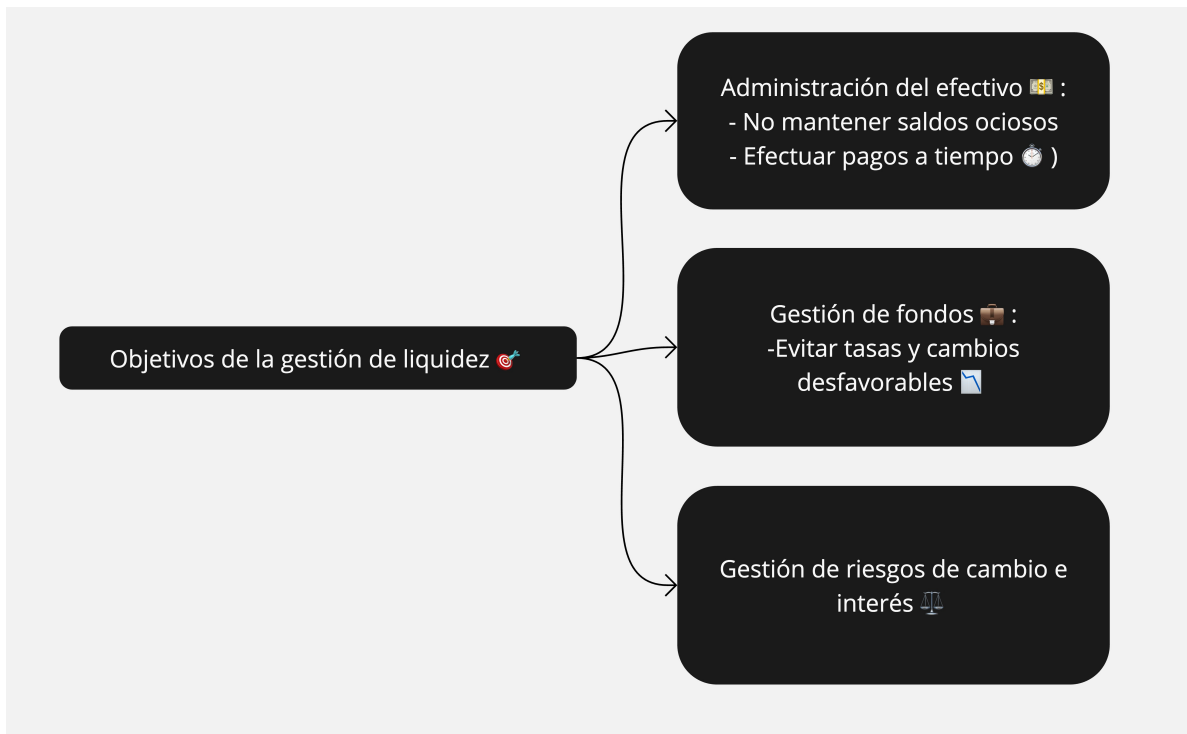 Objetivos de la gestión de liquidez 🎯
Administración del efectivo 💵 :
- No mantener saldos ociosos
- Efectuar pagos a tiempo ⏱️ )
Gestión de fondos 💼 :
-Evitar tasas y cambios
desfavorables 📉
Gestión de riesgos de cambio e
interés ⚖️